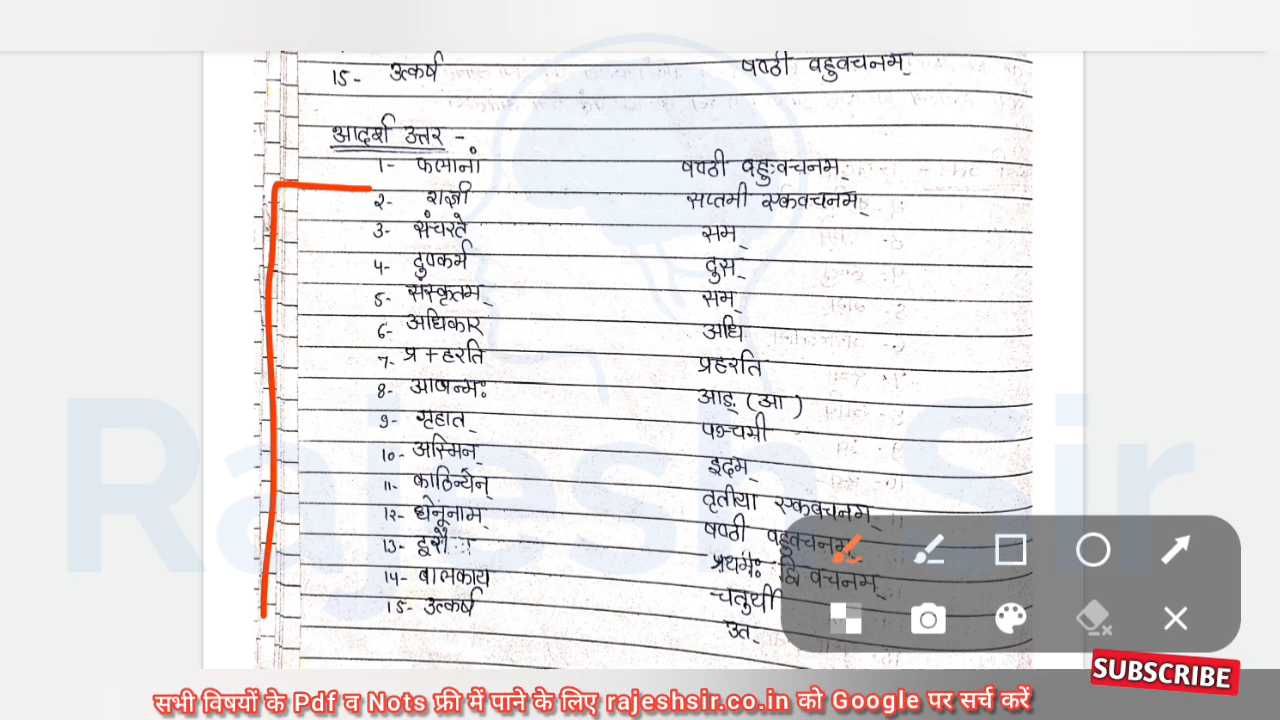 15- उत्कर्ष षष्ठी बहुवचनम्
आदर्श उत्तर -
1- फलानां षष्ठी बहुवचनम्
2- राज्ञी सप्तमी एकवचनम्
3- संचरते सम्
4- दुष्कर्म दुस्
5- संस्कृतम् सम्
6- अधिकार अधि
7- प्र + हरति प्रहरति
8- आजन्मः आङ् (आ)
9- गृहात् पञ्चमी
10- अस्मिन् इदम्
11- काठिन्येन् तृतीया एकवचनम्
12- धेनूनाम् षष्ठी बहुवचनम्
13- प्रथमः द्विवचनम्
14- बालकाय चतुर्थी
15- उत्कर्ष उत्
Rajesh Sir
SUBSCRIBE
सभी विषयों के Pdf व Nots फ्री में पाने के लिए rajeshsir.co.in को Google पर सर्च करें